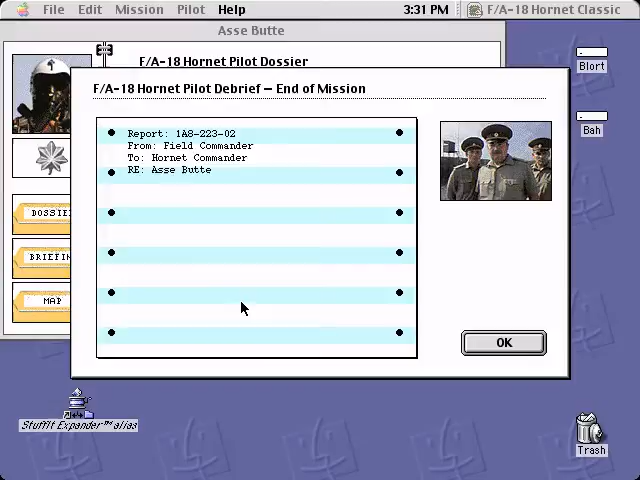 File Edit Mission Pilot Help 3:31 PM F/A-18 Hornet Classic
Asse Butte
F/A-18 Hornet Pilot Dossier
Blort
F/A-18 Hornet Pilot Debrief – End of Mission
Report: 1A8-223-02
From: Field Commander
To: Hornet Commander
RE: Asse Butte
Bah
DOSSIE
BRIEFIN
MAP
OK
StuffIt Expander™ alias
Trash